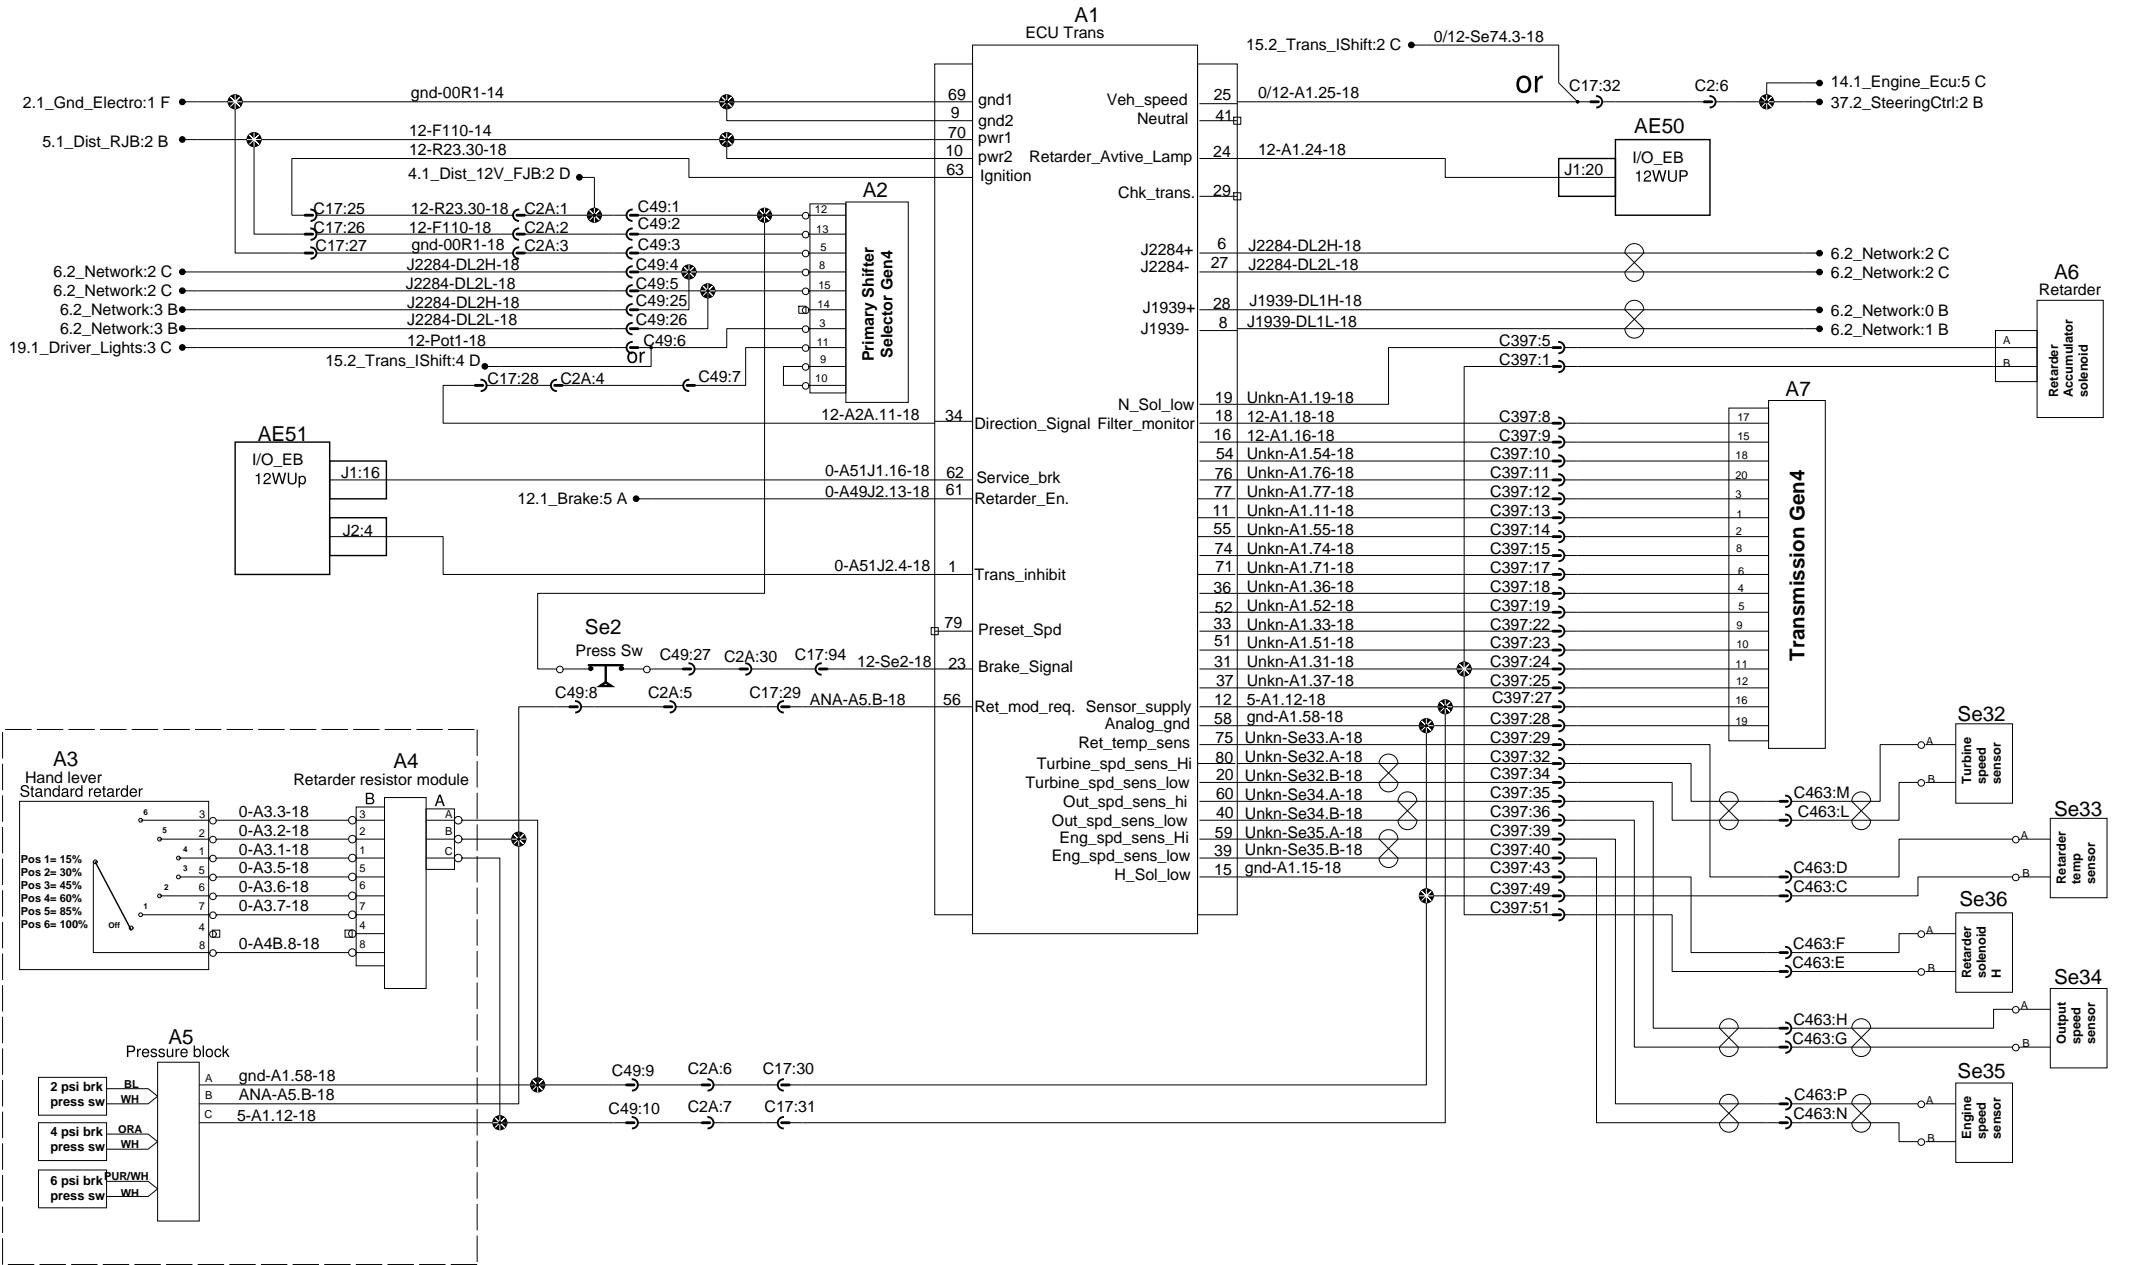 A1
ECU Trans
15.2_Trans_IShift:2 C
0/12-Se74.3-18
or
C17:32
C2:6
14.1_Engine_Ecu:5 C
37.2_SteeringCtrl:2 B
2.1_Gnd_Electro:1 F
gnd-00R1-14
69
gnd1
9
gnd2
5.1_Dist_RJB:2 B
12-F110-14
70
pwr1
12-R23.30-18
10
pwr2
4.1_Dist_12V_FJB:2 D
63
Ignition
Veh_speed
25
0/12-A1.25-18
Neutral
41
Retarder_Avtive_Lamp
24
12-A1.24-18
Chk_trans.
29
AE50
I/O_EB
12WUP
J1:20
A2
Primary Shifter
Selector Gen4
C17:25
12-R23.30-18
C2A:1
C49:1
12
C17:26
12-F110-18
C2A:2
C49:2
13
C17:27
gnd-00R1-18
C2A:3
C49:3
5
6.2_Network:2 C
J2284-DL2H-18
C49:4
8
6.2_Network:2 C
J2284-DL2L-18
C49:5
15
6.2_Network:3 B
J2284-DL2H-18
C49:25
14
6.2_Network:3 B
J2284-DL2L-18
C49:26
3
19.1_Driver_Lights:3 C
12-Pot1-18
C49:6
11
or
15.2_Trans_IShift:4 D
9
C17:28
C2A:4
C49:7
10
12-A2A.11-18
34
Direction_Signal
J2284+
6
J2284-DL2H-18
6.2_Network:2 C
J2284-
27
J2284-DL2L-18
6.2_Network:2 C
J1939+
28
J1939-DL1H-18
6.2_Network:0 B
J1939-
8
J1939-DL1L-18
6.2_Network:1 B
A6
Retarder
A
B
Retarder
Accumulator
solenoid
C397:5
C397:1
AE51
I/O_EB
12WUp
J1:16
0-A51J1.16-18
62
Service_brk
12.1_Brake:5 A
0-A49J2.13-18
61
Retarder_En.
J2:4
0-A51J2.4-18
1
Trans_inhibit
79
Preset_Spd
Se2
Press Sw
C49:27
C2A:30
C17:94
12-Se2-18
23
Brake_Signal
C49:8
C2A:5
C17:29
ANA-A5.B-18
56
Ret_mod_req.
A7
Transmission Gen4
N_Sol_low
19
Unkn-A1.19-18
Filter_monitor
18
12-A1.18-18
C397:8
17
16
12-A1.16-18
C397:9
15
54
Unkn-A1.54-18
C397:10
18
76
Unkn-A1.76-18
C397:11
20
77
Unkn-A1.77-18
C397:12
3
11
Unkn-A1.11-18
C397:13
1
55
Unkn-A1.55-18
C397:14
2
74
Unkn-A1.74-18
C397:15
8
71
Unkn-A1.71-18
C397:17
6
36
Unkn-A1.36-18
C397:18
4
52
Unkn-A1.52-18
C397:19
5
33
Unkn-A1.33-18
C397:22
9
51
Unkn-A1.51-18
C397:23
10
31
Unkn-A1.31-18
C397:24
11
37
Unkn-A1.37-18
C397:25
12
Sensor_supply
12
5-A1.12-18
C397:27
16
Analog_gnd
58
gnd-A1.58-18
C397:28
19
Ret_temp_sens
75
Unkn-Se33.A-18
C397:29
Turbine_spd_sens_Hi
80
Unkn-Se32.A-18
C397:32
Turbine_spd_sens_low
20
Unkn-Se32.B-18
C397:34
Out_spd_sens_hi
60
Unkn-Se34.A-18
C397:35
Out_spd_sens_low
40
Unkn-Se34.B-18
C397:36
Eng_spd_sens_Hi
59
Unkn-Se35.A-18
C397:39
Eng_spd_sens_low
39
Unkn-Se35.B-18
C397:40
H_Sol_low
15
gnd-A1.15-18
C397:43
C397:49
C397:51
Se32
A
B
Turbine
speed
sensor
C463:M
C463:L
Se33
A
B
Retarder
temp
sensor
C463:D
C463:C
Se36
A
B
Retarder
solenoid
H
C463:F
C463:E
Se34
A
B
Output
speed
sensor
C463:H
C463:G
Se35
A
B
Engine
speed
sensor
C463:P
C463:N
A3
Hand lever
Standard retarder
A4
Retarder resistor module
B
A
6
3
0-A3.3-18
3
A
5
2
0-A3.2-18
2
B
4
1
0-A3.1-18
1
C
3
5
0-A3.5-18
5
2
6
0-A3.6-18
6
1
7
0-A3.7-18
7
4
4
8
0-A4B.8-18
8
Pos 1= 15%
Pos 2= 30%
Pos 3= 45%
Pos 4= 60%
Pos 5= 85%
Pos 6= 100%
Off
A5
Pressure block
2 psi brk
press sw
BL
WH
4 psi brk
press sw
ORA
WH
6 psi brk
press sw
PUR/WH
WH
A
gnd-A1.58-18
C49:9
C2A:6
C17:30
B
ANA-A5.B-18
C
5-A1.12-18
C49:10
C2A:7
C17:31